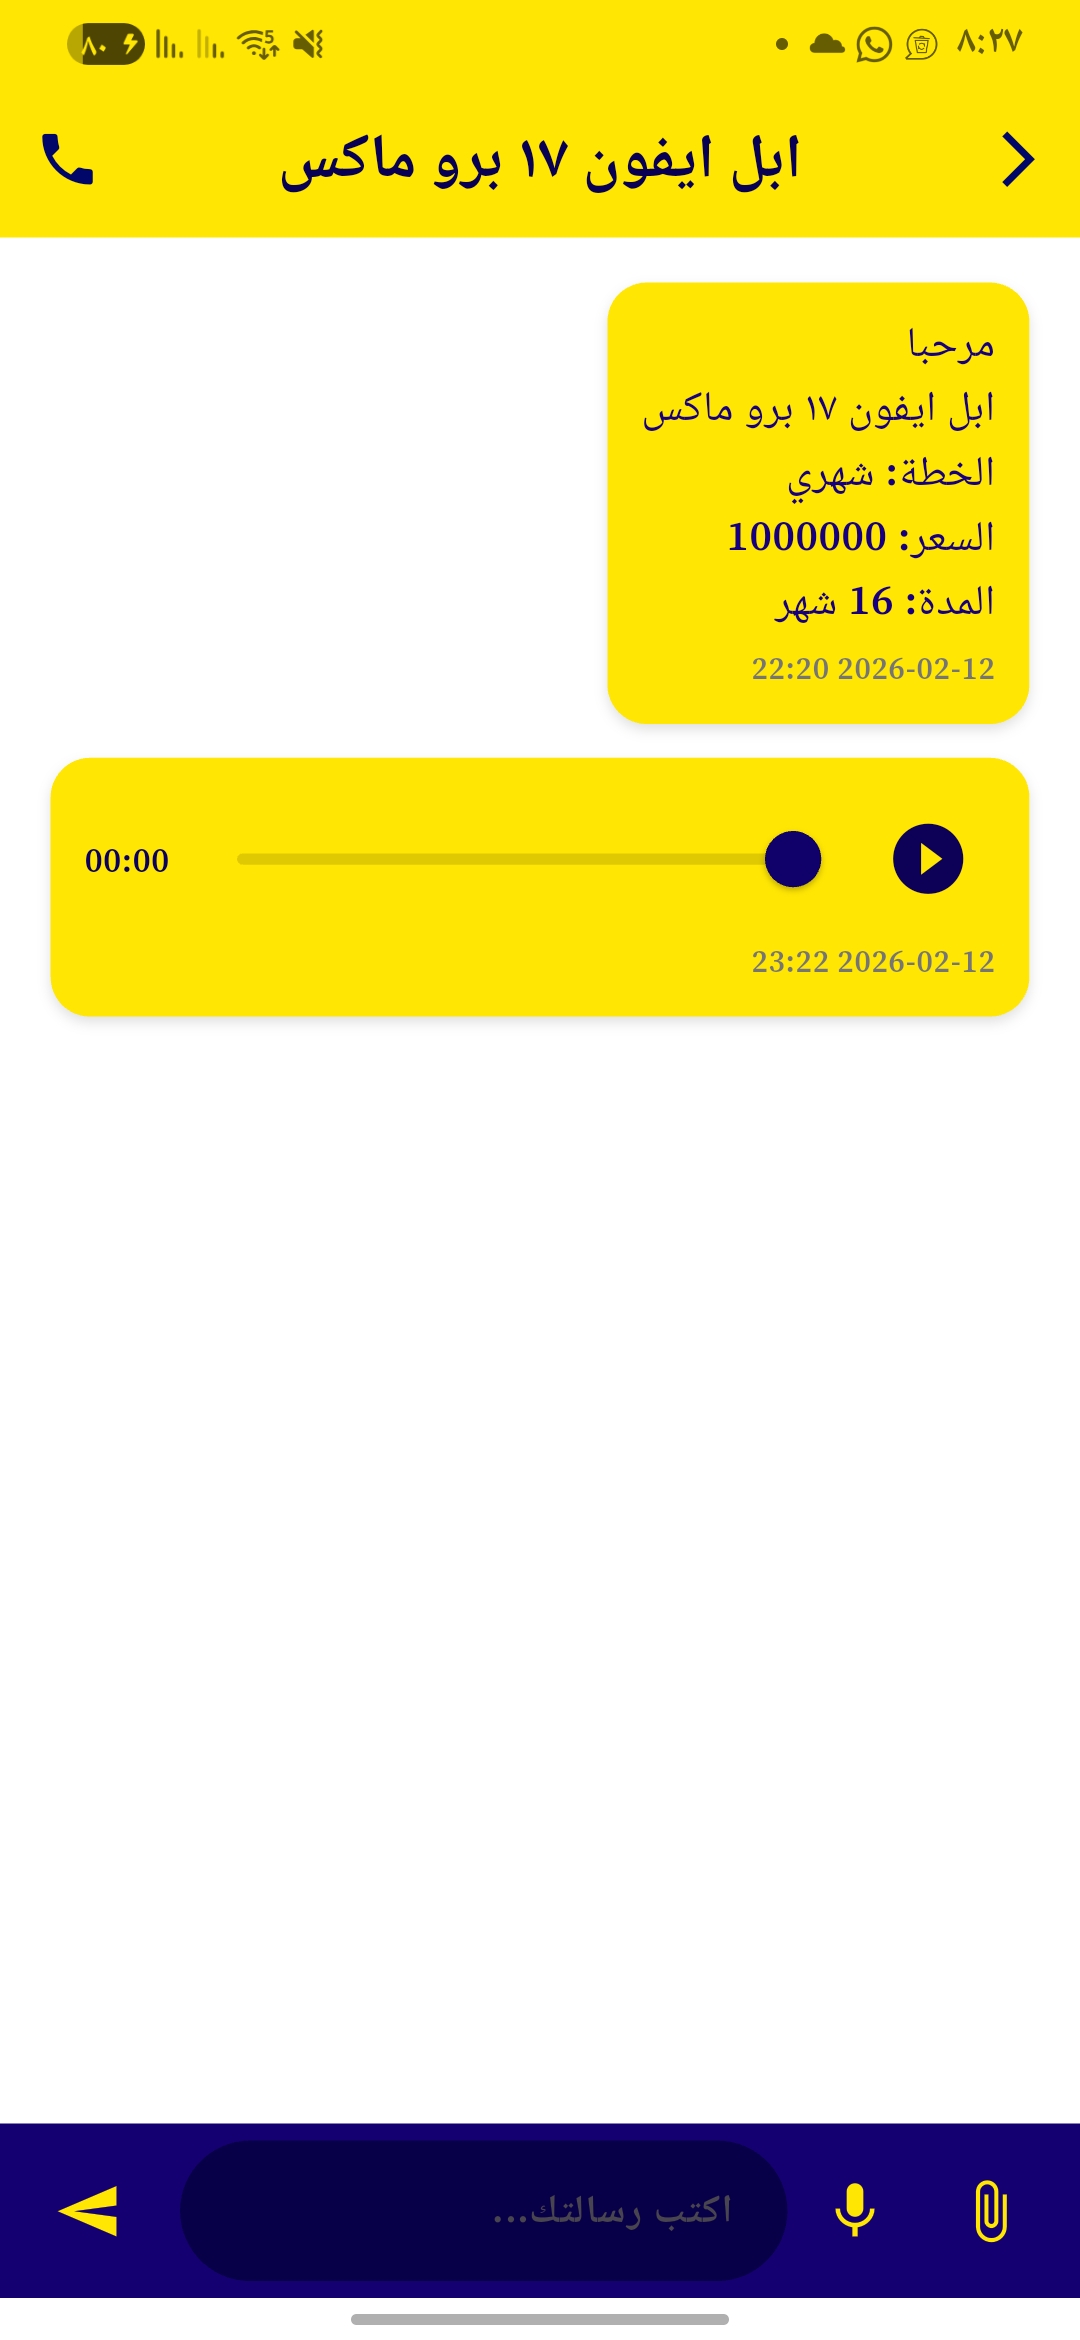 ٨:٢٧
٨٠
5
ابل ايفون ١٧ برو ماكس
مرحبا
ابل ايفون ١٧ برو ماكس
الخطة: شهري
السعر: 1000000
المدة: 16 شهر
22:20 2026-02-12
00:00
23:22 2026-02-12
اكتب رسالتك...